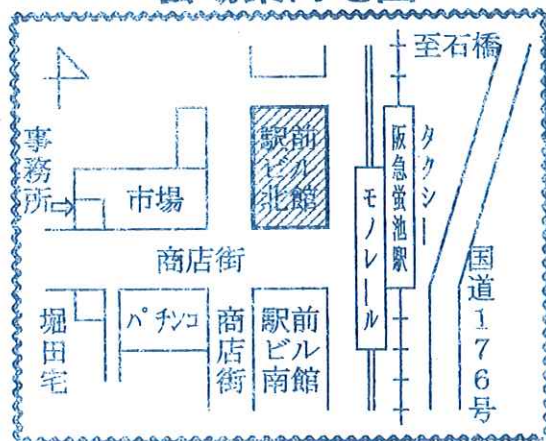 至石橋
事務所
市場
駅前ビル北館
モノレール
阪急蛍池駅
タクシー
商店街
国道176号
堀田宅
パチンコ
商店街
駅前ビル南館